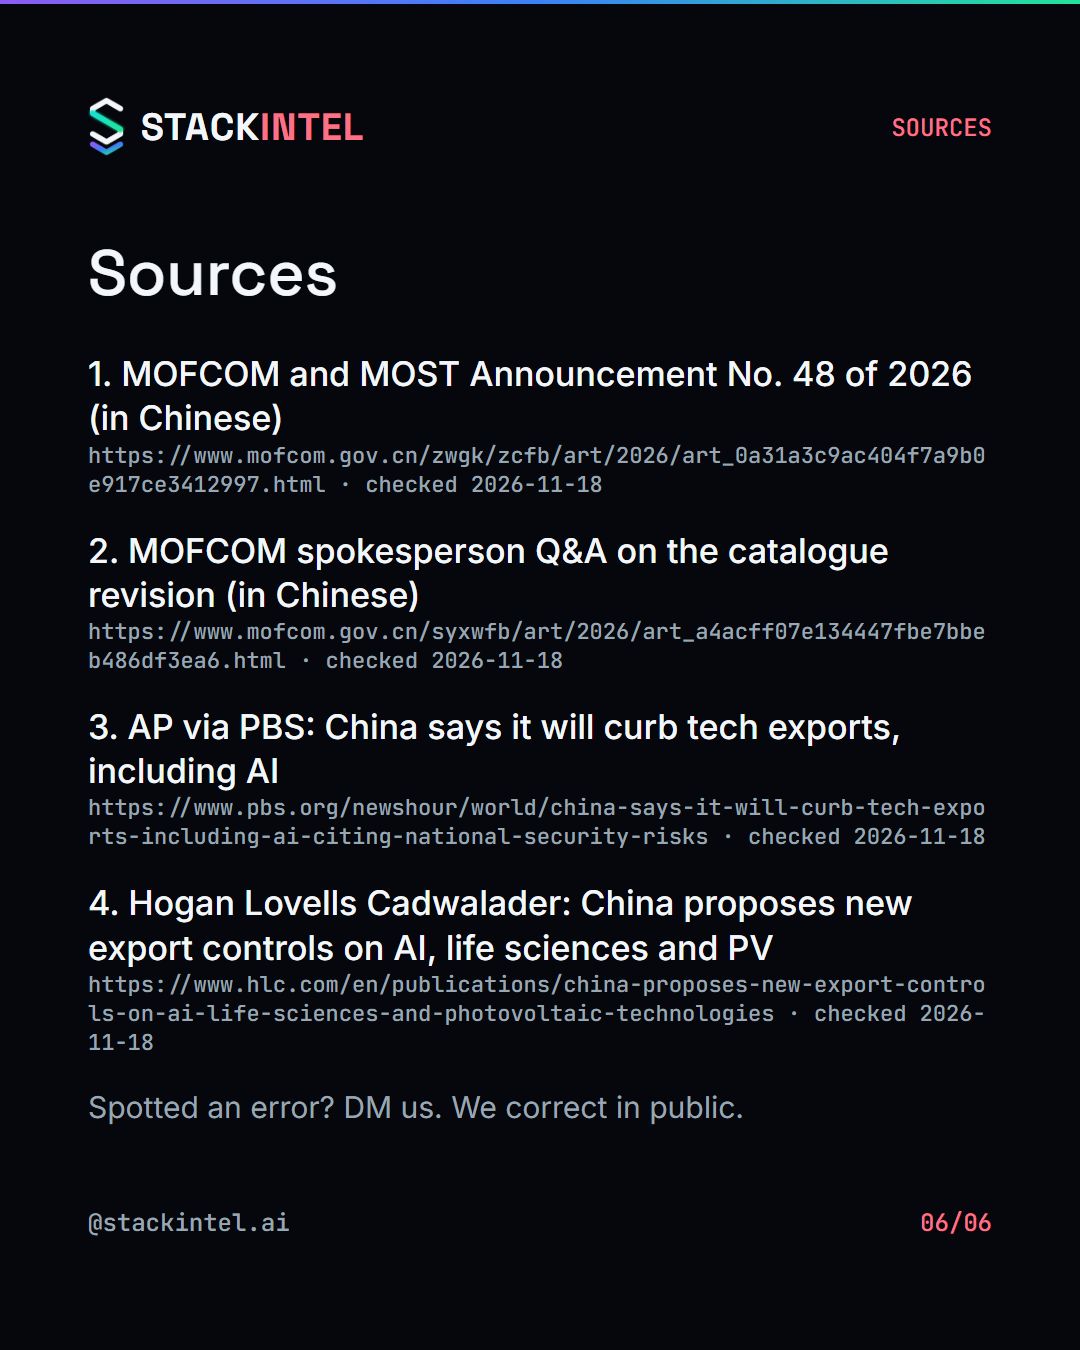 STACKINTEL
SOURCES
Sources
1. MOFCOM and MOST Announcement No. 48 of 2026
(in Chinese)
https://www.mofcom.gov.cn/zwgk/zcfb/art/2026/art_0a31a3c9ac404f7a9b0
e917ce3412997.html · checked 2026-11-18
2. MOFCOM spokesperson Q&A on the catalogue
revision (in Chinese)
https://www.mofcom.gov.cn/syxwfb/art/2026/art_a4acff07e134447fbe7bbe
b486df3ea6.html · checked 2026-11-18
3. AP via PBS: China says it will curb tech exports,
including AI
https://www.pbs.org/newshour/world/china-says-it-will-curb-tech-expo
rts-including-ai-citing-national-security-risks · checked 2026-11-18
4. Hogan Lovells Cadwalader: China proposes new
export controls on AI, life sciences and PV
https://www.hlc.com/en/publications/china-proposes-new-export-contro
ls-on-ai-life-sciences-and-photovoltaic-technologies · checked 2026-
11-18
Spotted an error? DM us. We correct in public.
@stackintel.ai
06/06